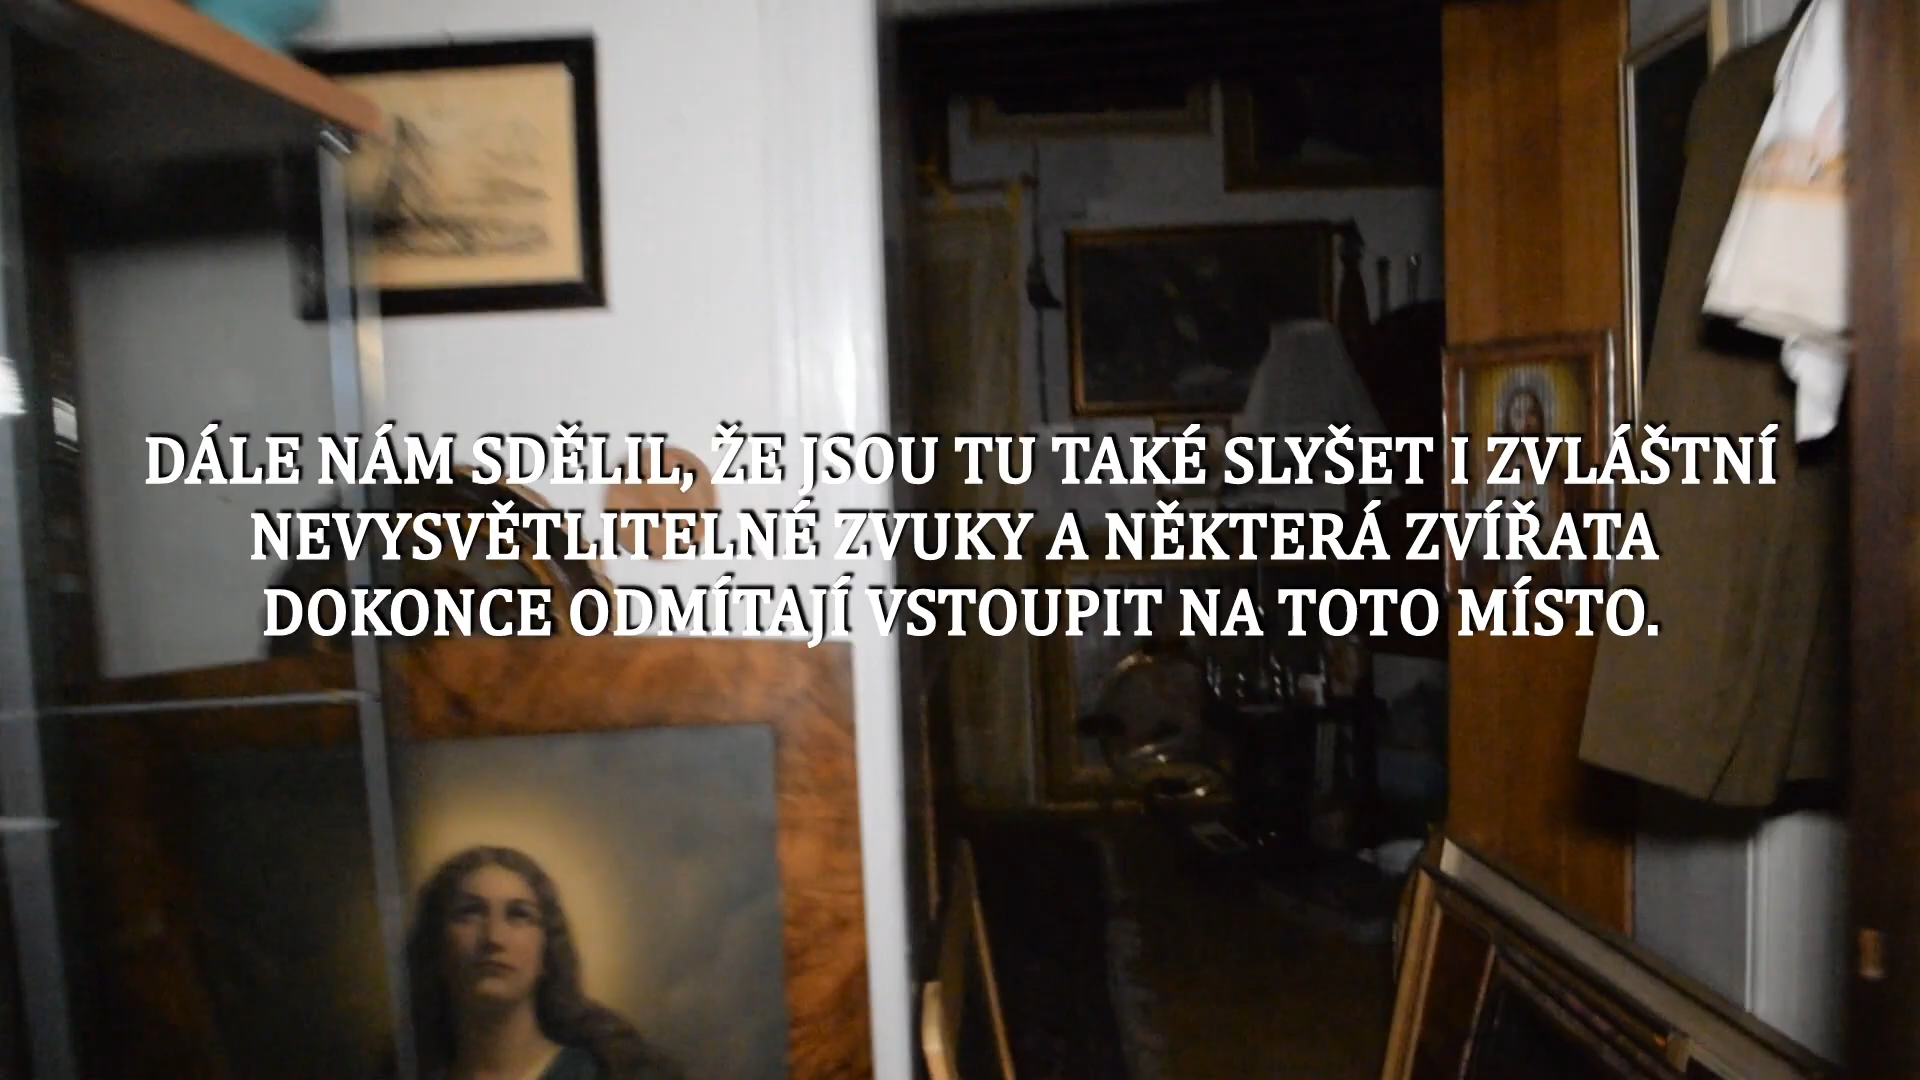 DÁLE NÁM SDĚLIL, ŽE JSOU TU TAKÉ SLYŠET I ZVLÁŠTNÍ
NEVYSVĚTLITELNÉ ZVUKY A NĚKTERÁ ZVÍŘATA
DOKONCE ODMÍTAJÍ VSTOUPIT NA TOTO MÍSTO.